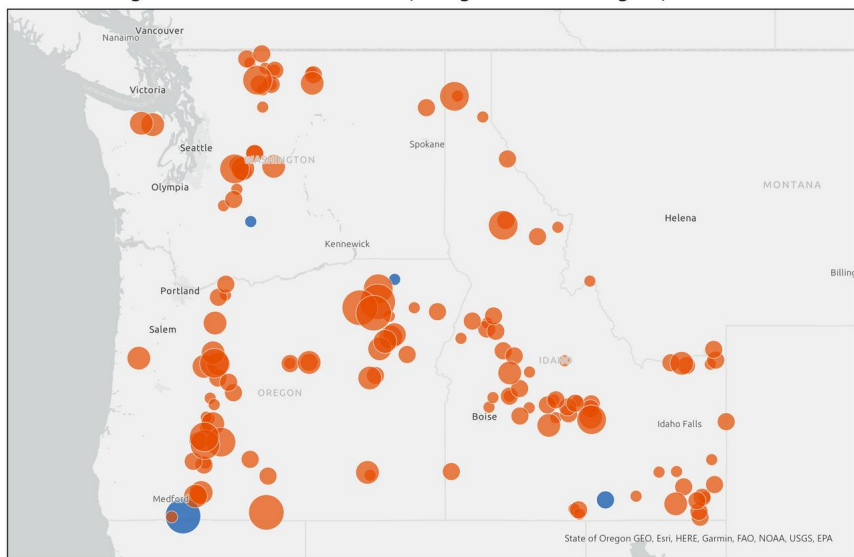 Vancouver
Nanaimo
Victoria
Seattle
WASHINGTON
Spokane
Olympia
MONTANA
Helena
Kennewick
Portland
Billing
Salem
IDAHO
OREGON
Boise
Idaho Falls
Medford
State of Oregon GEO, Esri, HERE, Garmin, FAO, NOAA, USGS, EPA